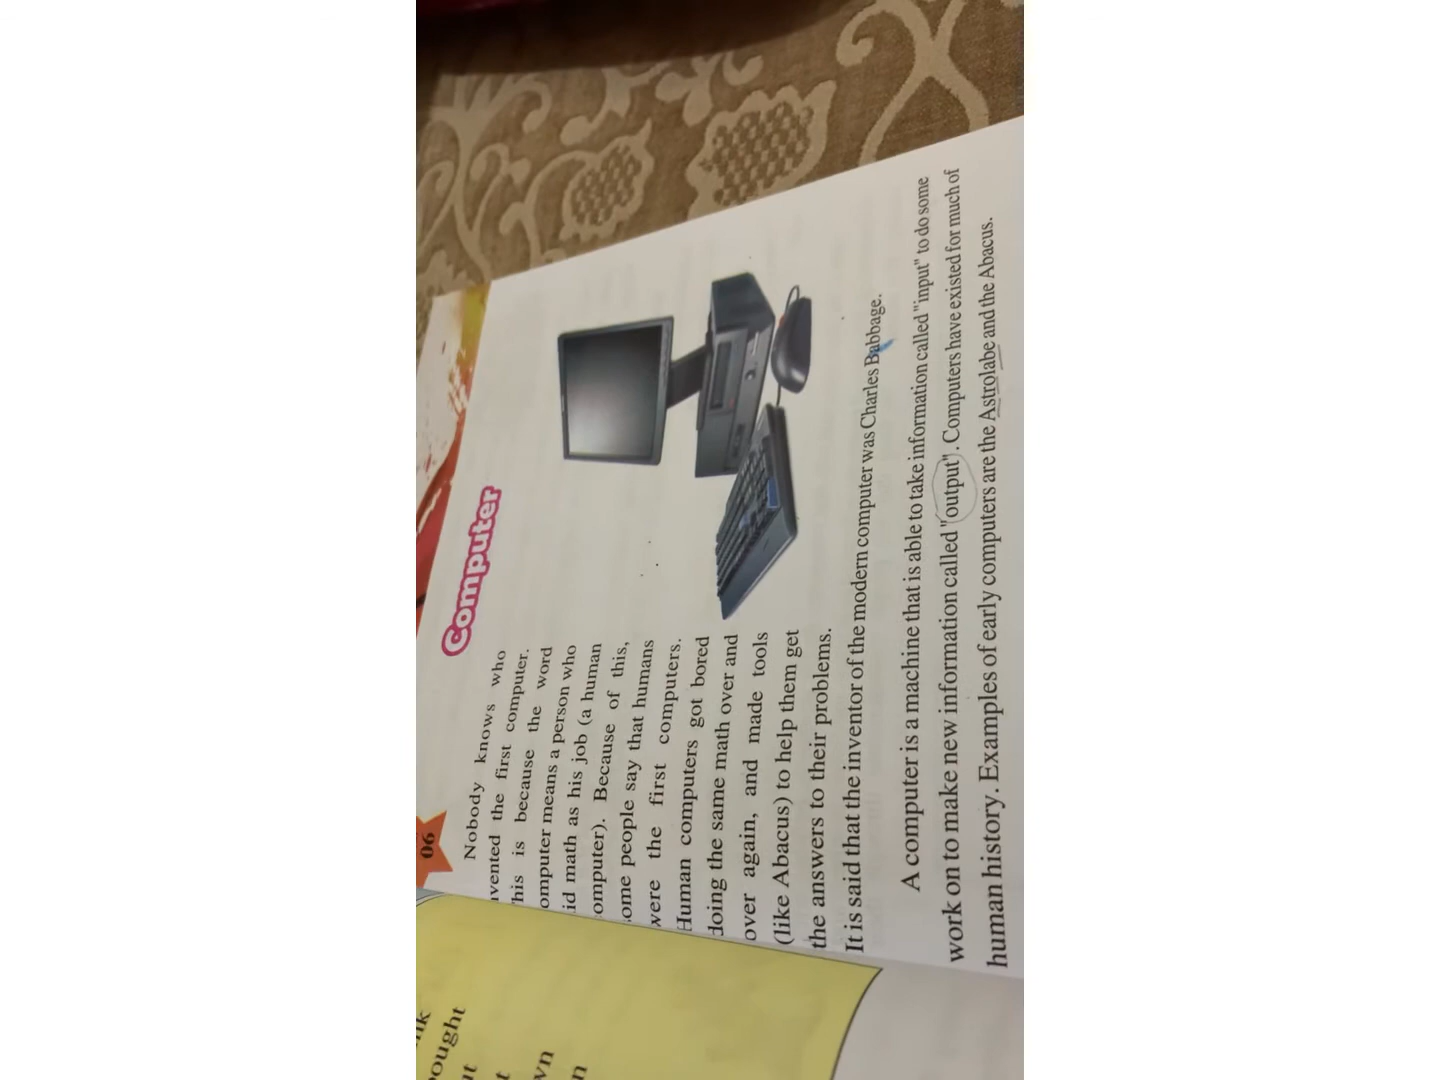 06
Computer
Nobody knows who
vented the first computer.
his is because the word
omputer means a person who
id math as his job (a human
omputer). Because of this,
ome people say that humans
were the first computers.
Human computers got bored
doing the same math over and
over again, and made tools
(like Abacus) to help them get
the answers to their problems.
It is said that the inventor of the modern computer was Charles Babbage.
A computer is a machine that is able to take information called "input" to do some
work on to make new information called "output". Computers have existed for much of
human history. Examples of early computers are the Astrolabe and the Abacus.
ought